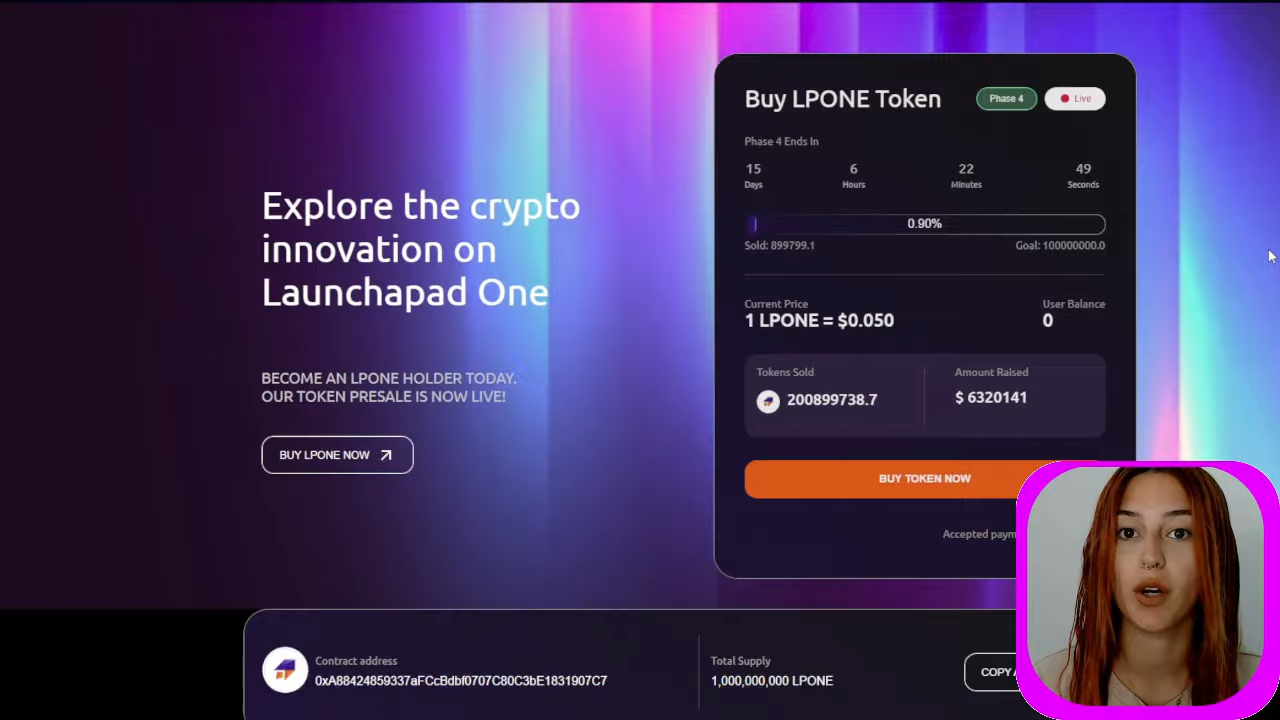 Explore the crypto
innovation on
Launchapad One
BECOME AN LPONE HOLDER TODAY.
OUR TOKEN PRESALE IS NOW LIVE!
BUY LPONE NOW
Buy LPONE Token
Phase 4
Live
Phase 4 Ends In
15 6 22 49
Days Hours Minutes Seconds
0.90%
Sold: 899799.1 Goal: 100000000.0
Current Price User Balance
1 LPONE = $0.050 0
Tokens Sold Amount Raised
200899738.7 $ 6320141
BUY TOKEN NOW
Accepted paym
Contract address
0xA88424859337aFCcBdbf0707C80C3bE1831907C7
Total Supply
1,000,000,000 LPONE
COPY